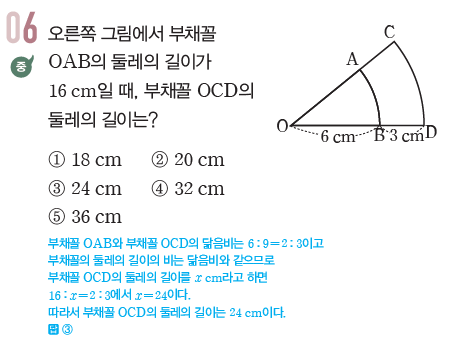 06
오른쪽 그림에서 부채꼴
중
OAB의 둘레의 길이가
16 cm일 때, 부채꼴 OCD의
둘레의 길이는?
C
A
O
6 cm
B
3 cm
D
① 18 cm ② 20 cm
③ 24 cm ④ 32 cm
⑤ 36 cm
부채꼴 OAB와 부채꼴 OCD의 닮음비는 6 : 9=2 : 3이고
부채꼴의 둘레의 길이의 비는 닮음비와 같으므로
부채꼴 OCD의 둘레의 길이를 x cm라고 하면
16 : x=2 : 3에서 x=24이다.
따라서 부채꼴 OCD의 둘레의 길이는 24 cm이다.
답 ③